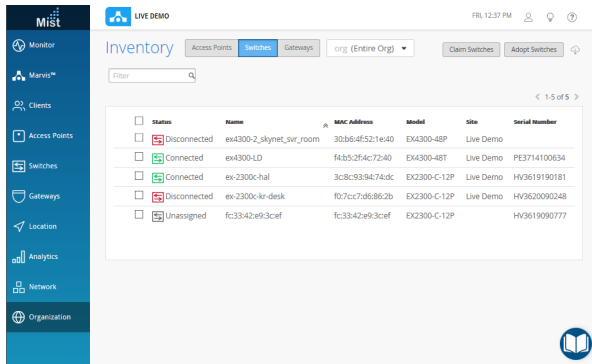 Mist
LIVE DEMO
FRI, 12:37 PM
Monitor
Marvis™
Clients
Access Points
Switches
Gateways
Location
Analytics
Network
Organization
Inventory
Access Points Switches Gateways
org (Entire Org)
Claim Switches Adopt Switches
Filter
< 1-5 of 5 >
Status Name MAC Address Model Site Serial Number
Disconnected ex4300-2_skynet_svr_room 30:b6:4f:52:1e:40 EX4300-48P Live Demo
Connected ex4300-LD f4:b5:2f:4c:72:40 EX4300-48T Live Demo PE3714100634
Connected ex-2300c-hal 3c:8c:93:94:74:dc EX2300-C-12P Live Demo HV3619190181
Disconnected ex-2300c-kr-desk f0:7c:c7:d6:86:2b EX2300-C-12P Live Demo HV3620090248
Unassigned fc:33:42:e9:3c:ef fc:33:42:e9:3c:ef EX2300-C-12P HV3619090777